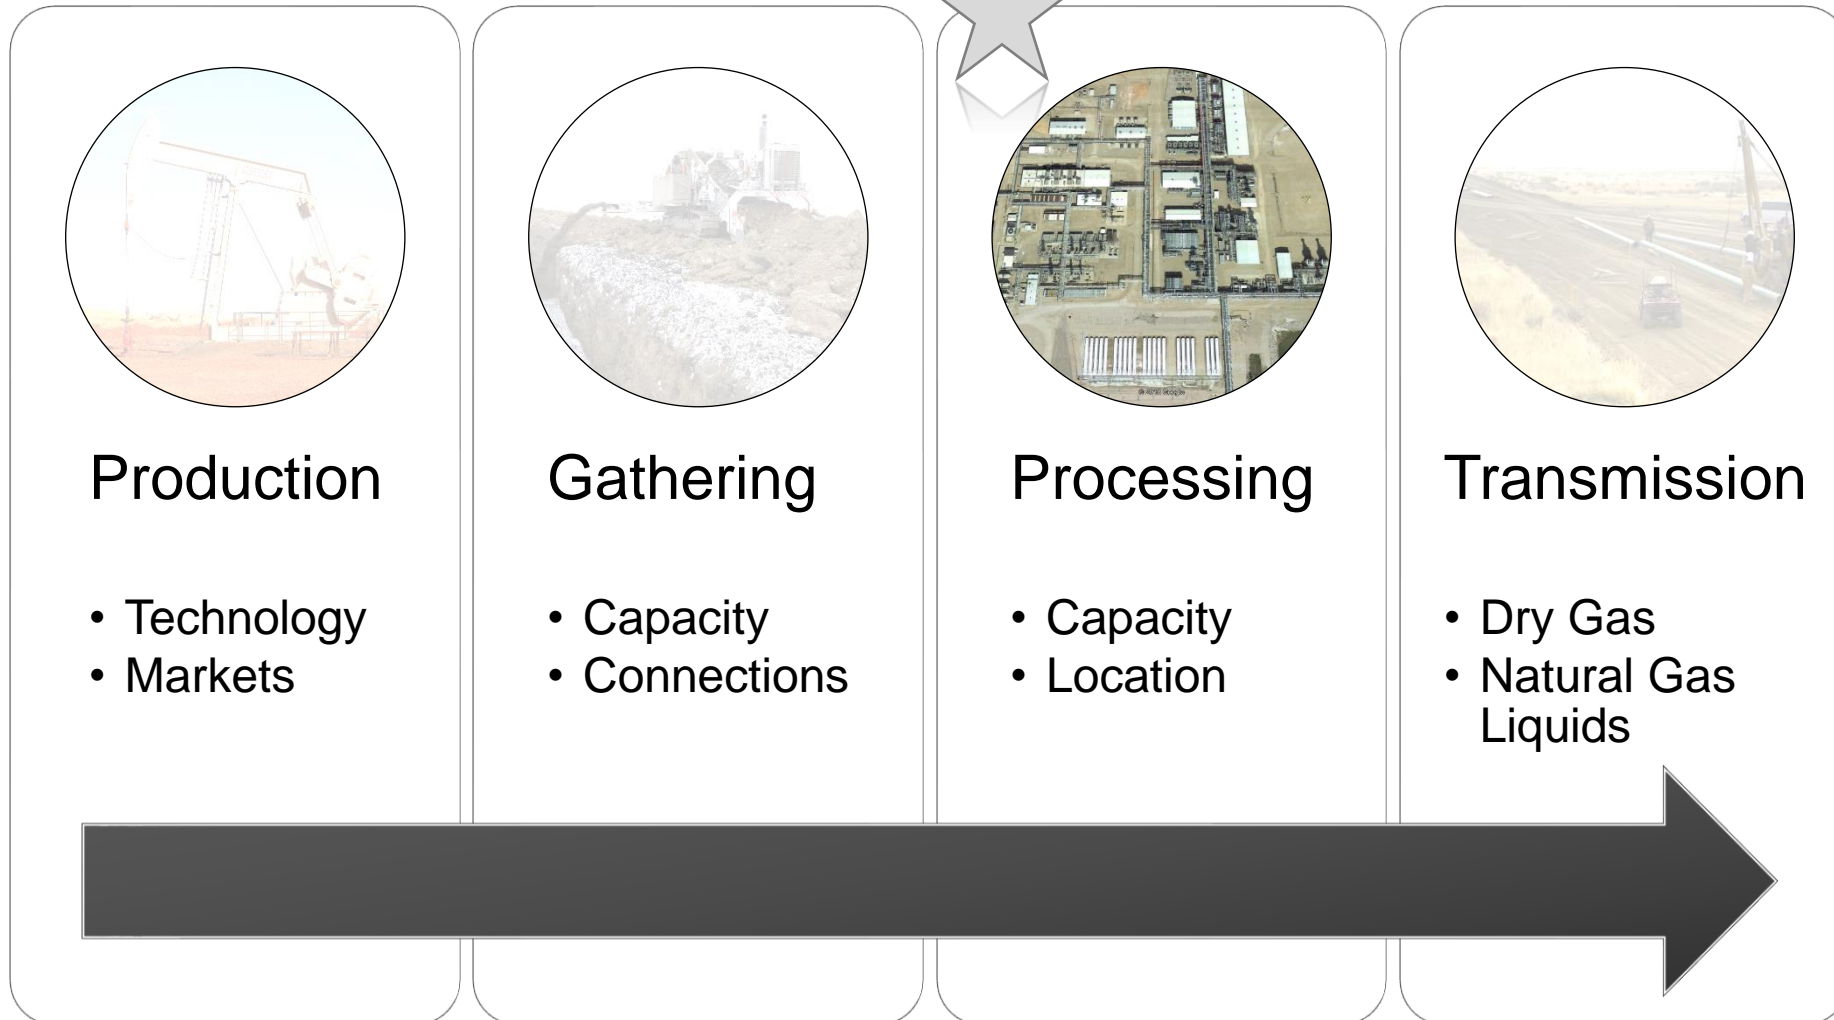 Production
• Technology
• Markets
Gathering
• Capacity
• Connections
Processing
• Capacity
• Location
Transmission
• Dry Gas
• Natural Gas
Liquids